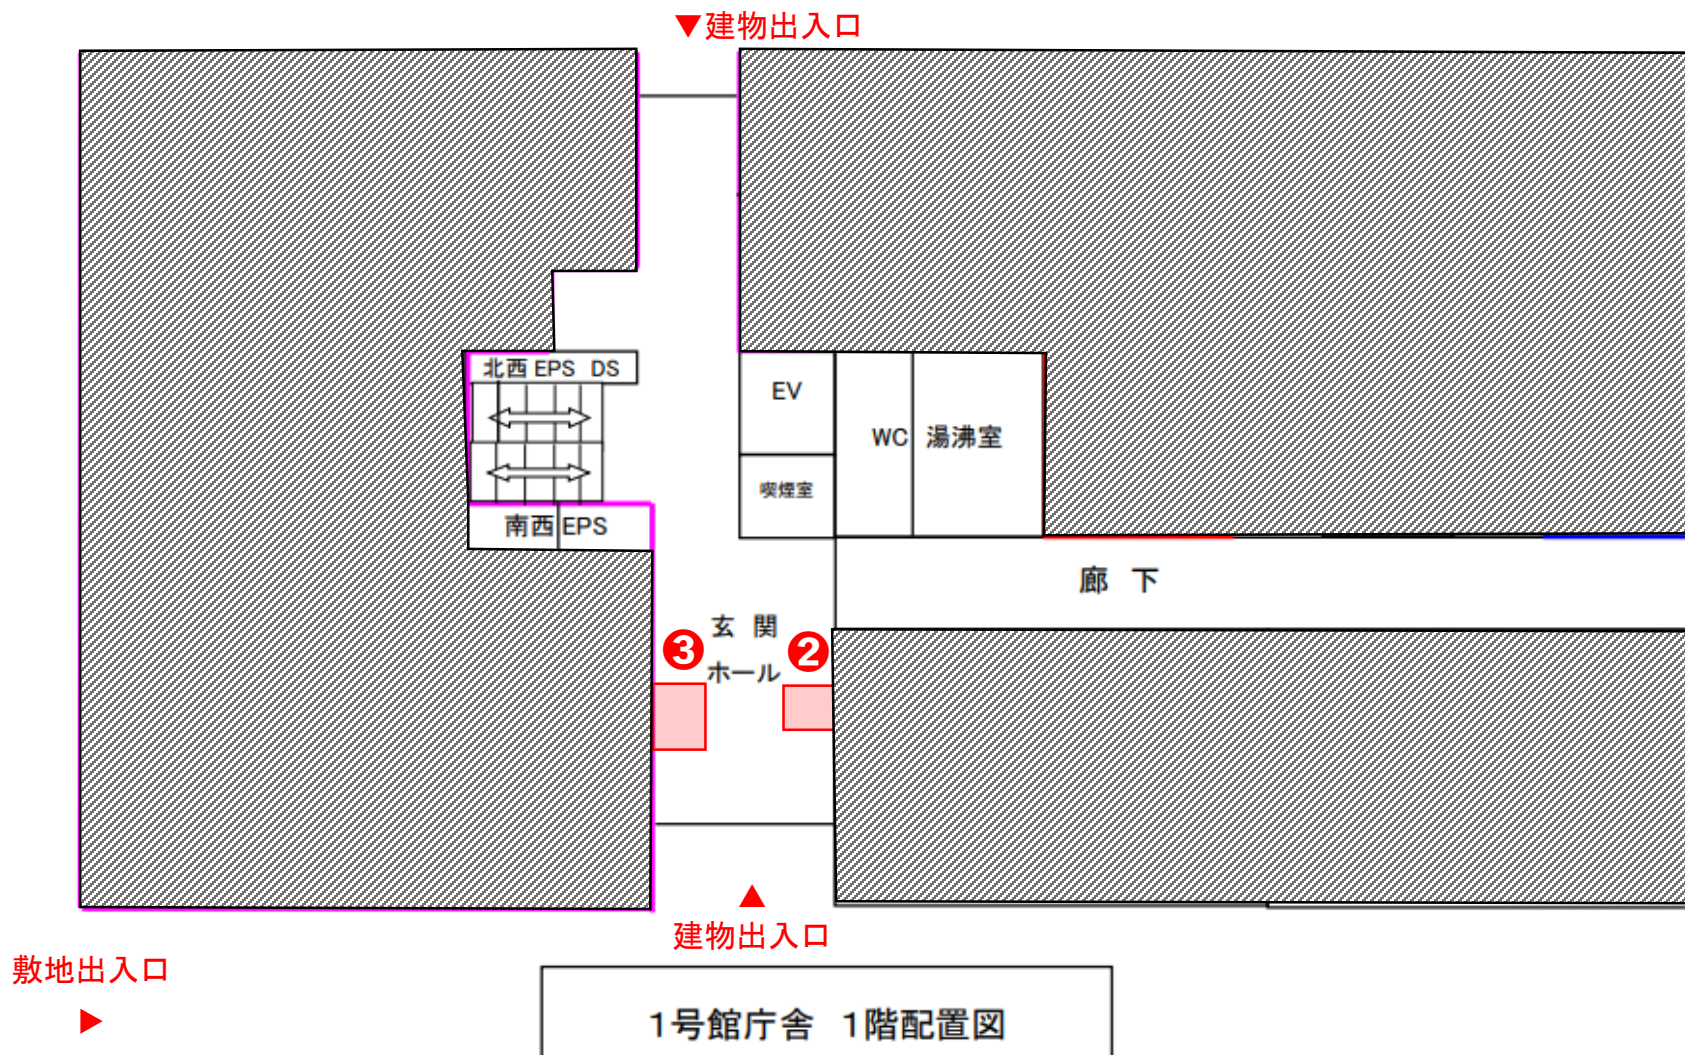 ▼建物出入口
北西 EPS DS
EV
WC 湯沸室
喫煙室
南西 EPS
廊 下
玄 関
ホール
❸
❷
▲
建物出入口
敷地出入口
▶
1号館庁舎 1階配置図